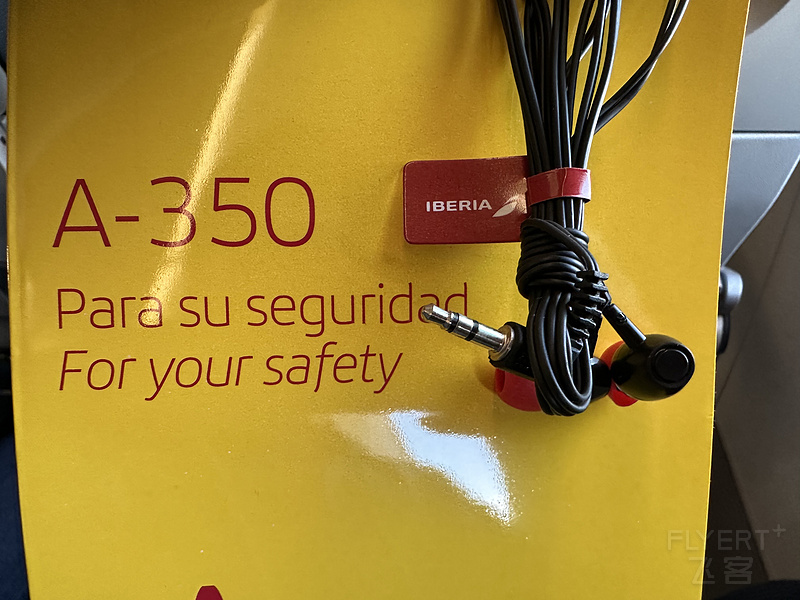 A-350
IBERIA
Para su seguridad
For your safety
FLYERT+
飞客